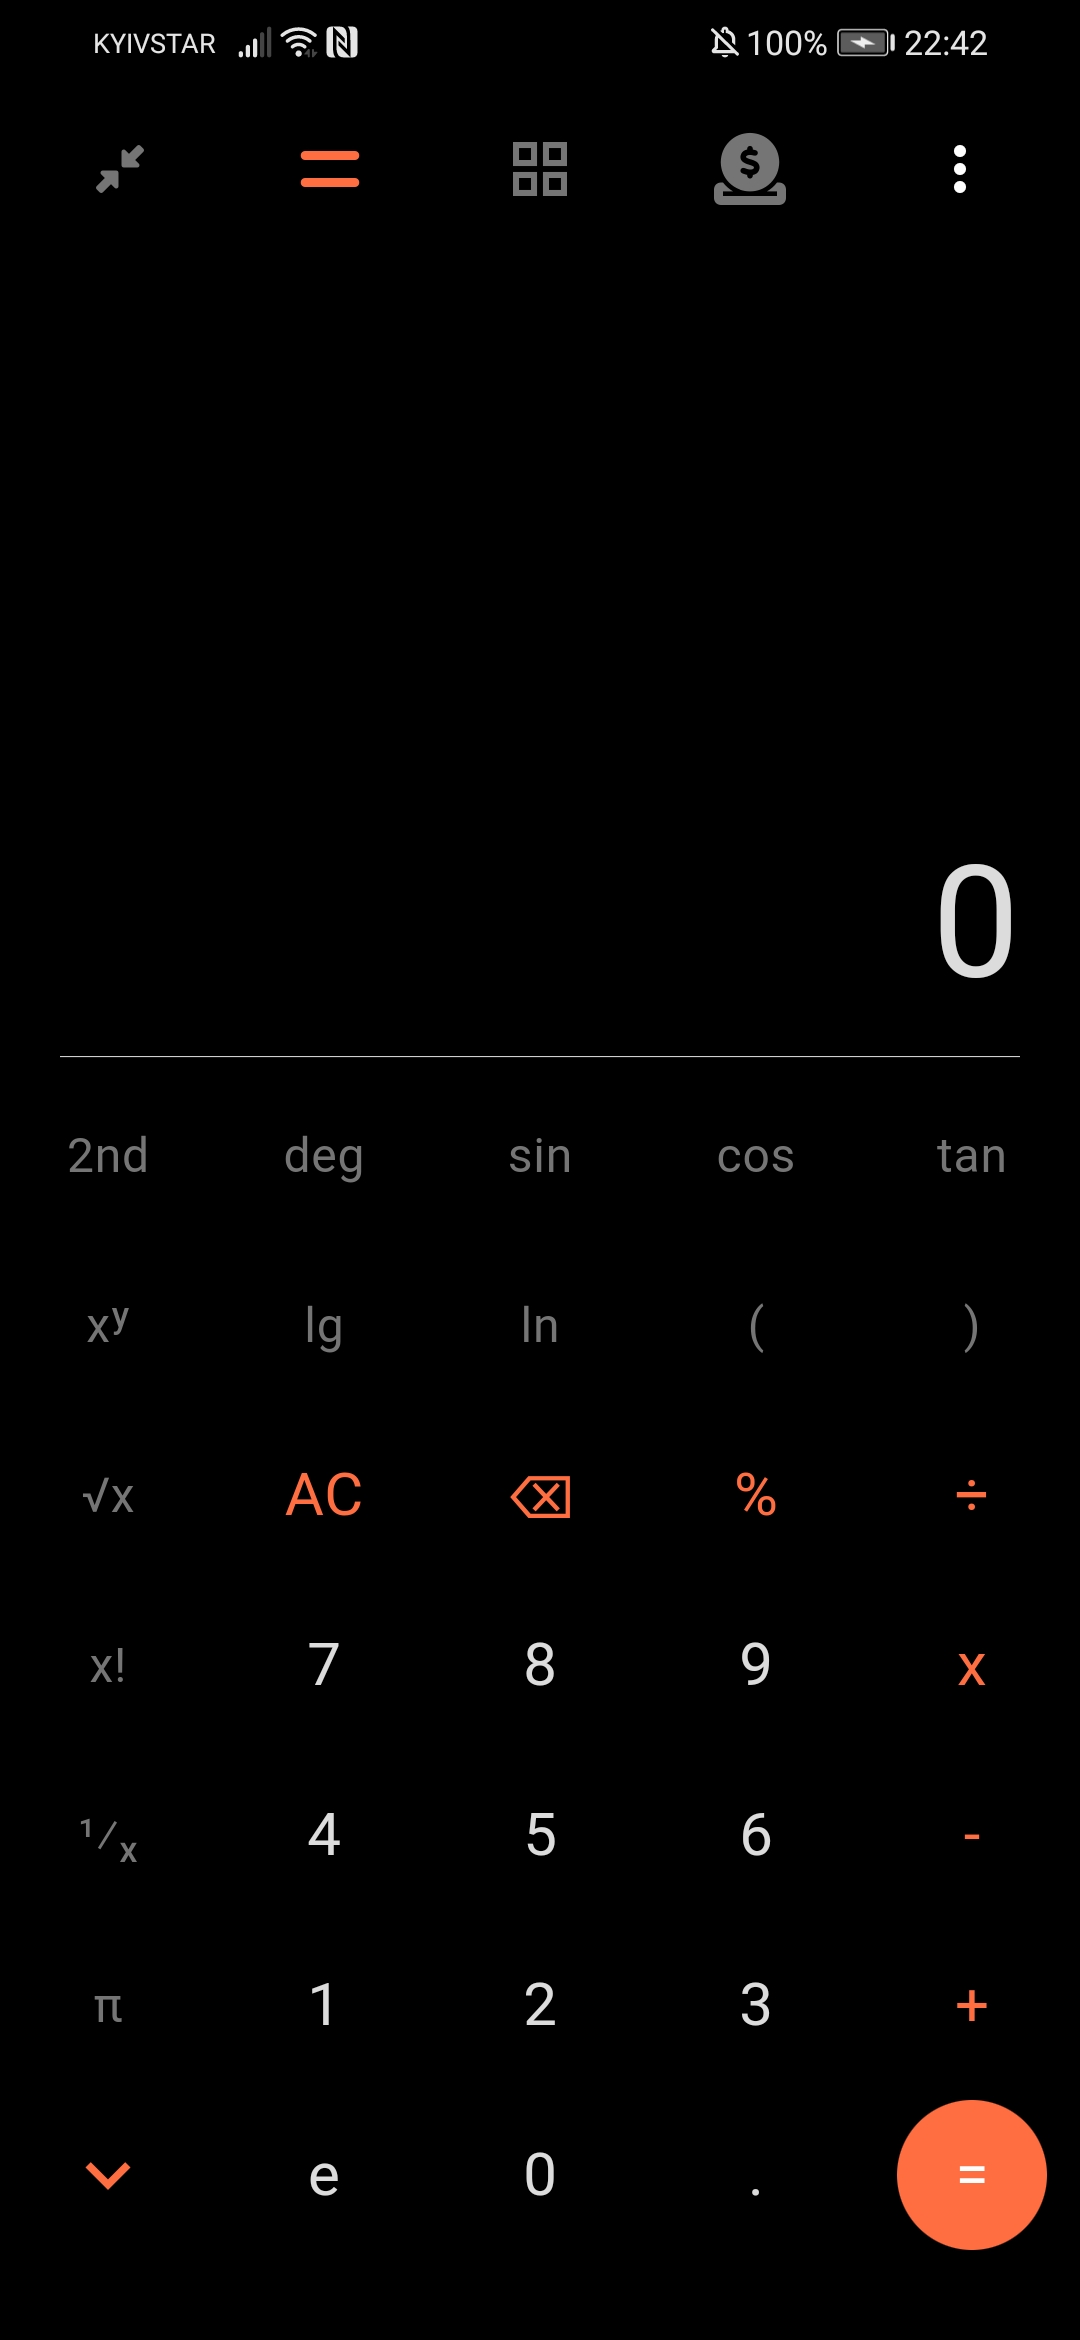 KYIVSTAR 100% 22:42
$
0
2nd deg sin cos tan
xʸ lg ln ( )
√x AC % ÷
x! 7 8 9 x
¹/x 4 5 6 -
π 1 2 3 +
e 0 . =